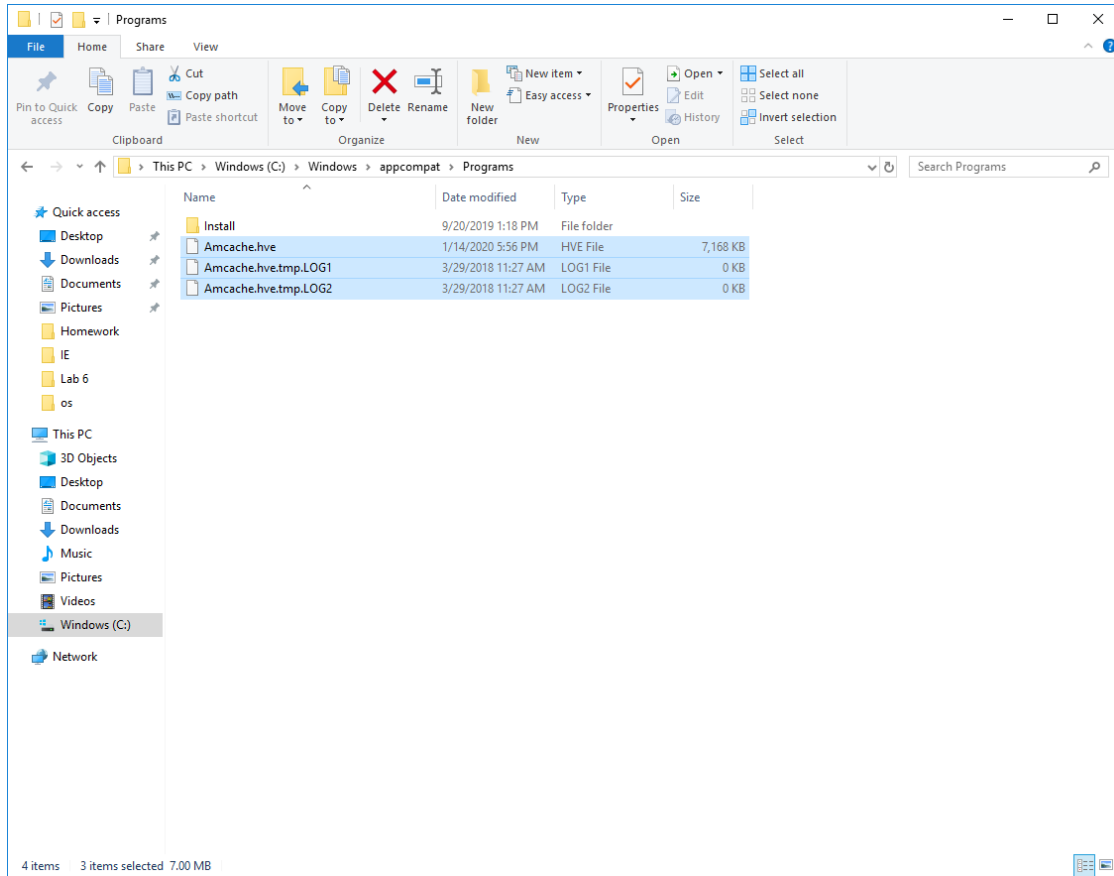 Programs
File Home Share View
Pin to Quick access
Copy
Paste
Cut
Copy path
Paste shortcut
Clipboard
Move to
Copy to
Delete
Rename
Organize
New folder
New item
Easy access
New
Properties
Open
Edit
History
Open
Select all
Select none
Invert selection
Select
This PC > Windows (C:) > Windows > appcompat > Programs
Search Programs
Quick access
Desktop
Downloads
Documents
Pictures
Homework
IE
Lab 6
os
This PC
3D Objects
Desktop
Documents
Downloads
Music
Pictures
Videos
Windows (C:)
Network
Name Date modified Type Size
Install 9/20/2019 1:18 PM File folder
Amcache.hve 1/14/2020 5:56 PM HVE File 7,168 KB
Amcache.hve.tmp.LOG1 3/29/2018 11:27 AM LOG1 File 0 KB
Amcache.hve.tmp.LOG2 3/29/2018 11:27 AM LOG2 File 0 KB
4 items 3 items selected 7.00 MB